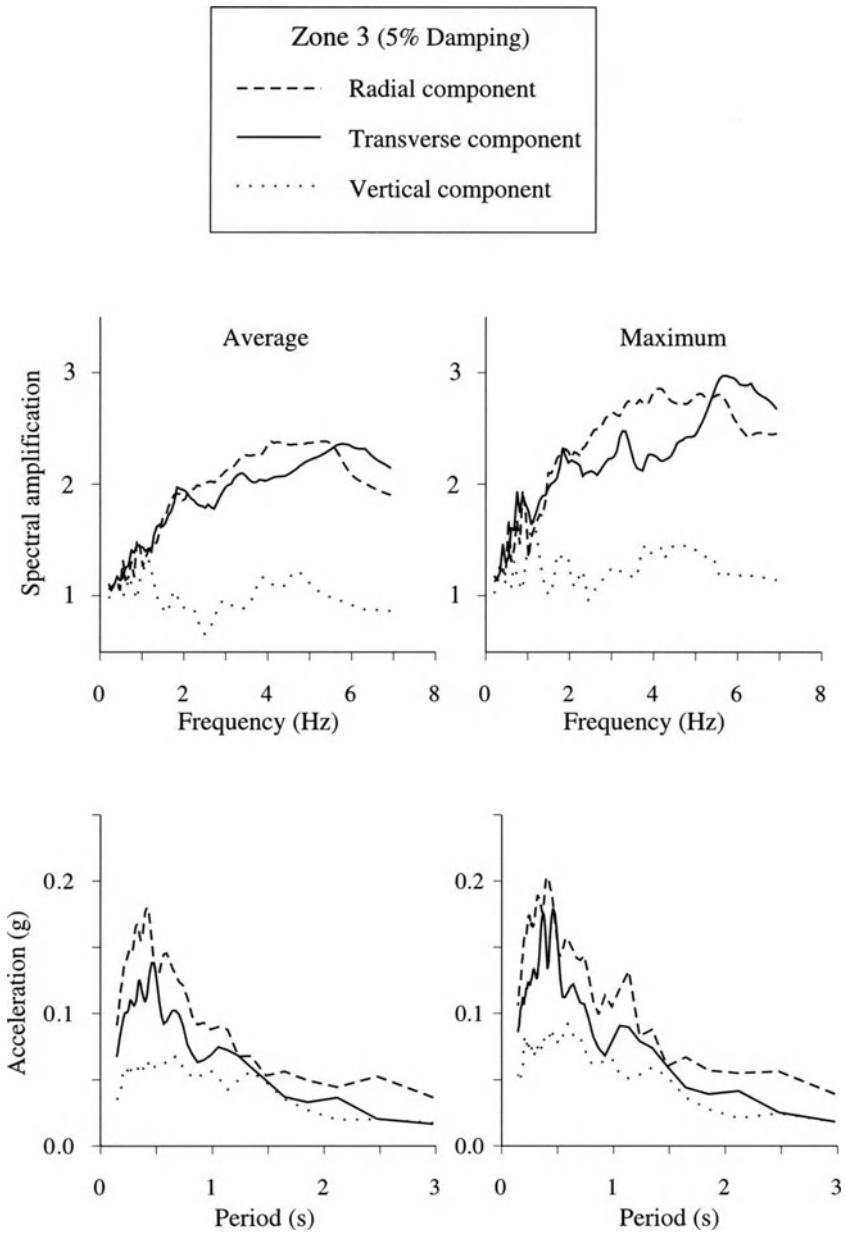 Zone 3 (5% Damping)
Radial component
Transverse component
Vertical component
Average
Maximum
Spectral amplification
3
2
1
0 2 4 6 8
Frequency (Hz)
3
2
1
0 2 4 6 8
Frequency (Hz)
Acceleration (g)
0.2
0.1
0.0
0 1 2 3
Period (s)
0.2
0.1
0.0
0 1 2 3
Period (s)